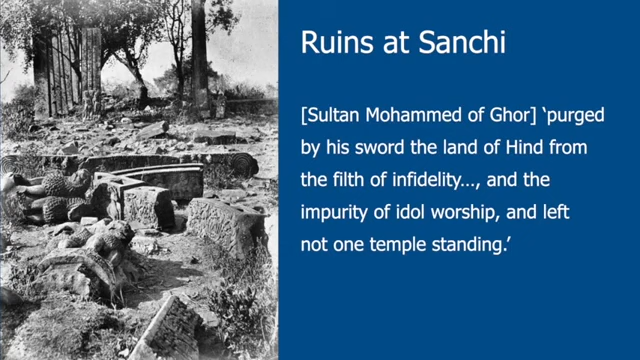 Ruins at Sanchi
[Sultan Mohammed of Ghor] ‘purged
by his sword the land of Hind from
the filth of infidelity…, and the
impurity of idol worship, and left
not one temple standing.’